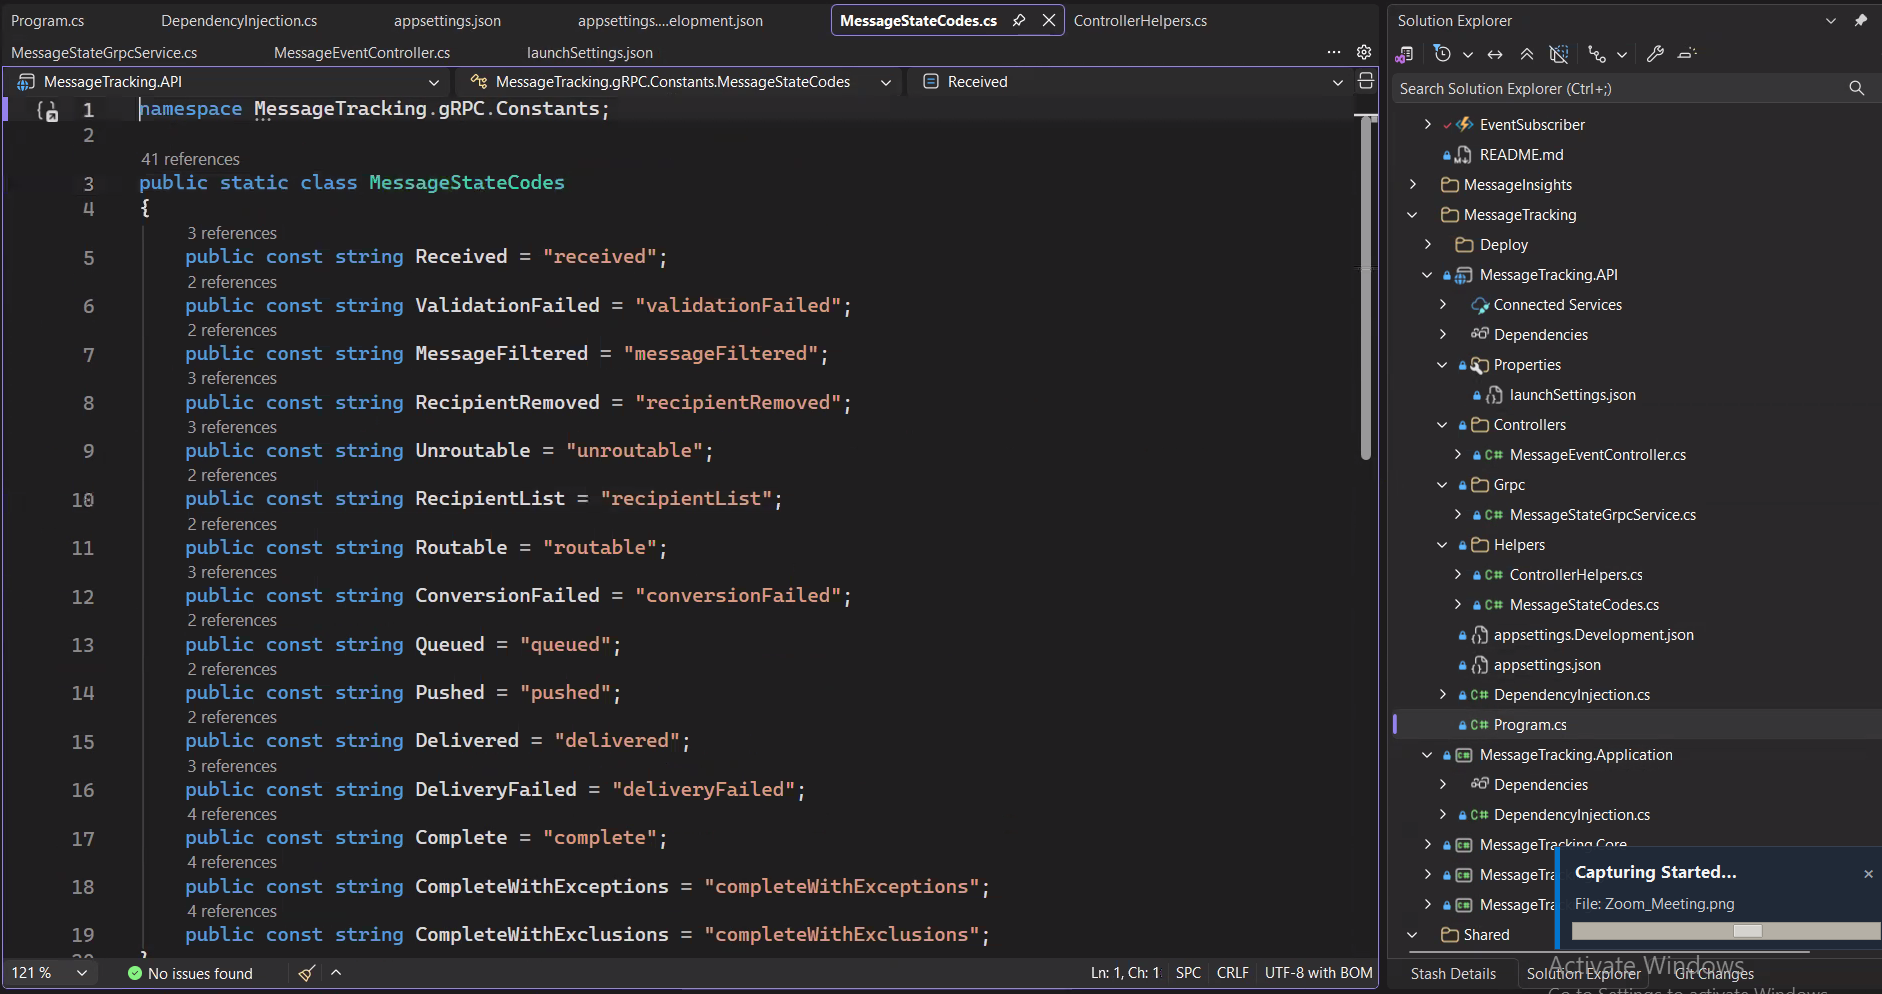 Program.cs DependencyInjection.cs appsettings.json appsettings....elopment.json MessageStateCodes.cs ControllerHelpers.cs
MessageStateGrpcService.cs MessageEventController.cs launchSettings.json
MessageTracking.API MessageTracking.gRPC.Constants.MessageStateCodes Received
1 namespace MessageTracking.gRPC.Constants;
2
41 references
3 public static class MessageStateCodes
4 {
3 references
5 public const string Received = "received";
2 references
6 public const string ValidationFailed = "validationFailed";
2 references
7 public const string MessageFiltered = "messageFiltered";
3 references
8 public const string RecipientRemoved = "recipientRemoved";
3 references
9 public const string Unroutable = "unroutable";
2 references
10 public const string RecipientList = "recipientList";
2 references
11 public const string Routable = "routable";
3 references
12 public const string ConversionFailed = "conversionFailed";
2 references
13 public const string Queued = "queued";
2 references
14 public const string Pushed = "pushed";
2 references
15 public const string Delivered = "delivered";
3 references
16 public const string DeliveryFailed = "deliveryFailed";
4 references
17 public const string Complete = "complete";
4 references
18 public const string CompleteWithExceptions = "completeWithExceptions";
4 references
19 public const string CompleteWithExclusions = "completeWithExclusions";
121 % No issues found Ln: 1, Ch: 1 SPC CRLF UTF-8 with BOM
Solution Explorer
Search Solution Explorer (Ctrl+;)
EventSubscriber
README.md
MessageInsights
MessageTracking
Deploy
MessageTracking.API
Connected Services
Dependencies
Properties
launchSettings.json
Controllers
C# MessageEventController.cs
Grpc
C# MessageStateGrpcService.cs
Helpers
C# ControllerHelpers.cs
C# MessageStateCodes.cs
appsettings.Development.json
appsettings.json
C# DependencyInjection.cs
C# Program.cs
MessageTracking.Application
Dependencies
C# DependencyInjection.cs
MessageTracking.Core
MessageTra
MessageTra
Shared
Capturing Started...
File: Zoom_Meeting.png
Stash Details Solution Explorer Git Changes
Activate Windows
Go to Settings to activate Windows.